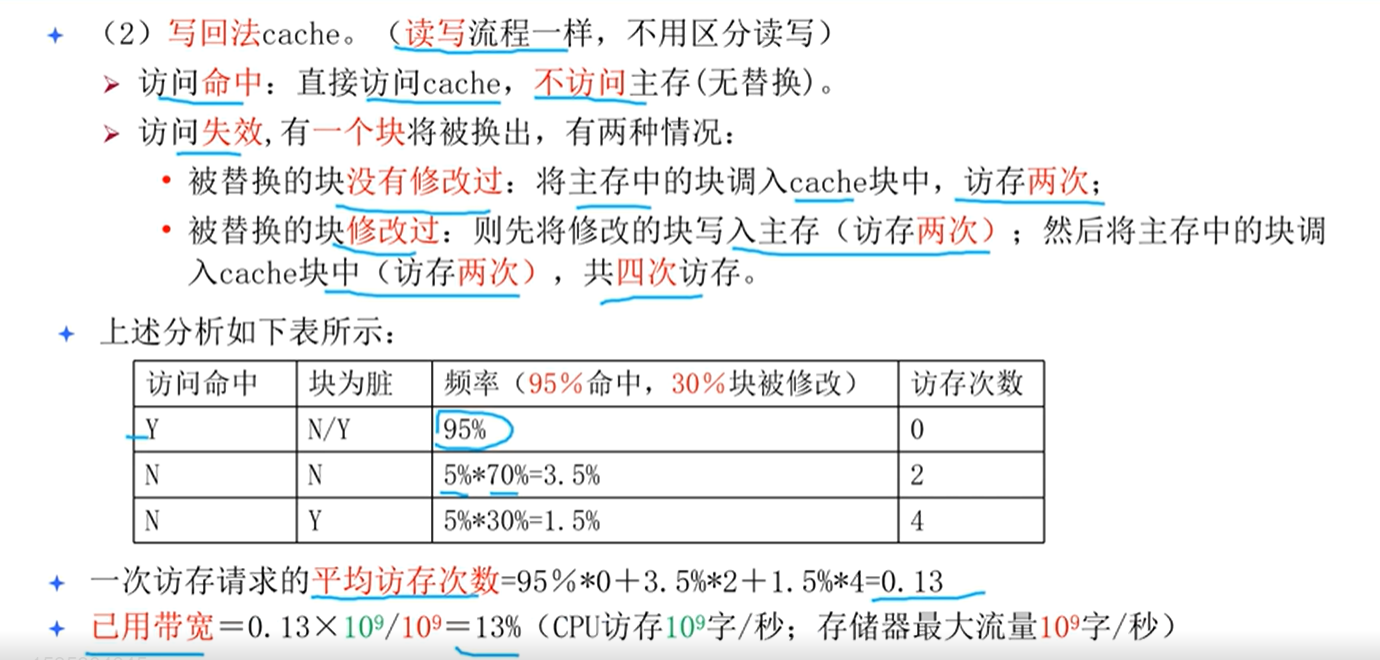 (2)写回法cache。(读写流程一样，不用区分读写)
访问命中：直接访问cache，不访问主存(无替换)。
访问失效,有一个块将被换出，有两种情况：
被替换的块没有修改过：将主存中的块调入cache块中，访存两次；
被替换的块修改过：则先将修改的块写入主存（访存两次）；然后将主存中的块调
入cache块中（访存两次），共四次访存。
上述分析如下表所示：
访问命中 块为脏 频率（95%命中，30%块被修改） 访存次数
Y N/Y 95% 0
N N 5%*70%=3.5% 2
N Y 5%*30%=1.5% 4
一次访存请求的平均访存次数=95%*0＋3.5%*2＋1.5%*4=0.13
已用带宽＝0.13×10⁹/10⁹＝13%（CPU访存10⁹字/秒；存储器最大流量10⁹字/秒）